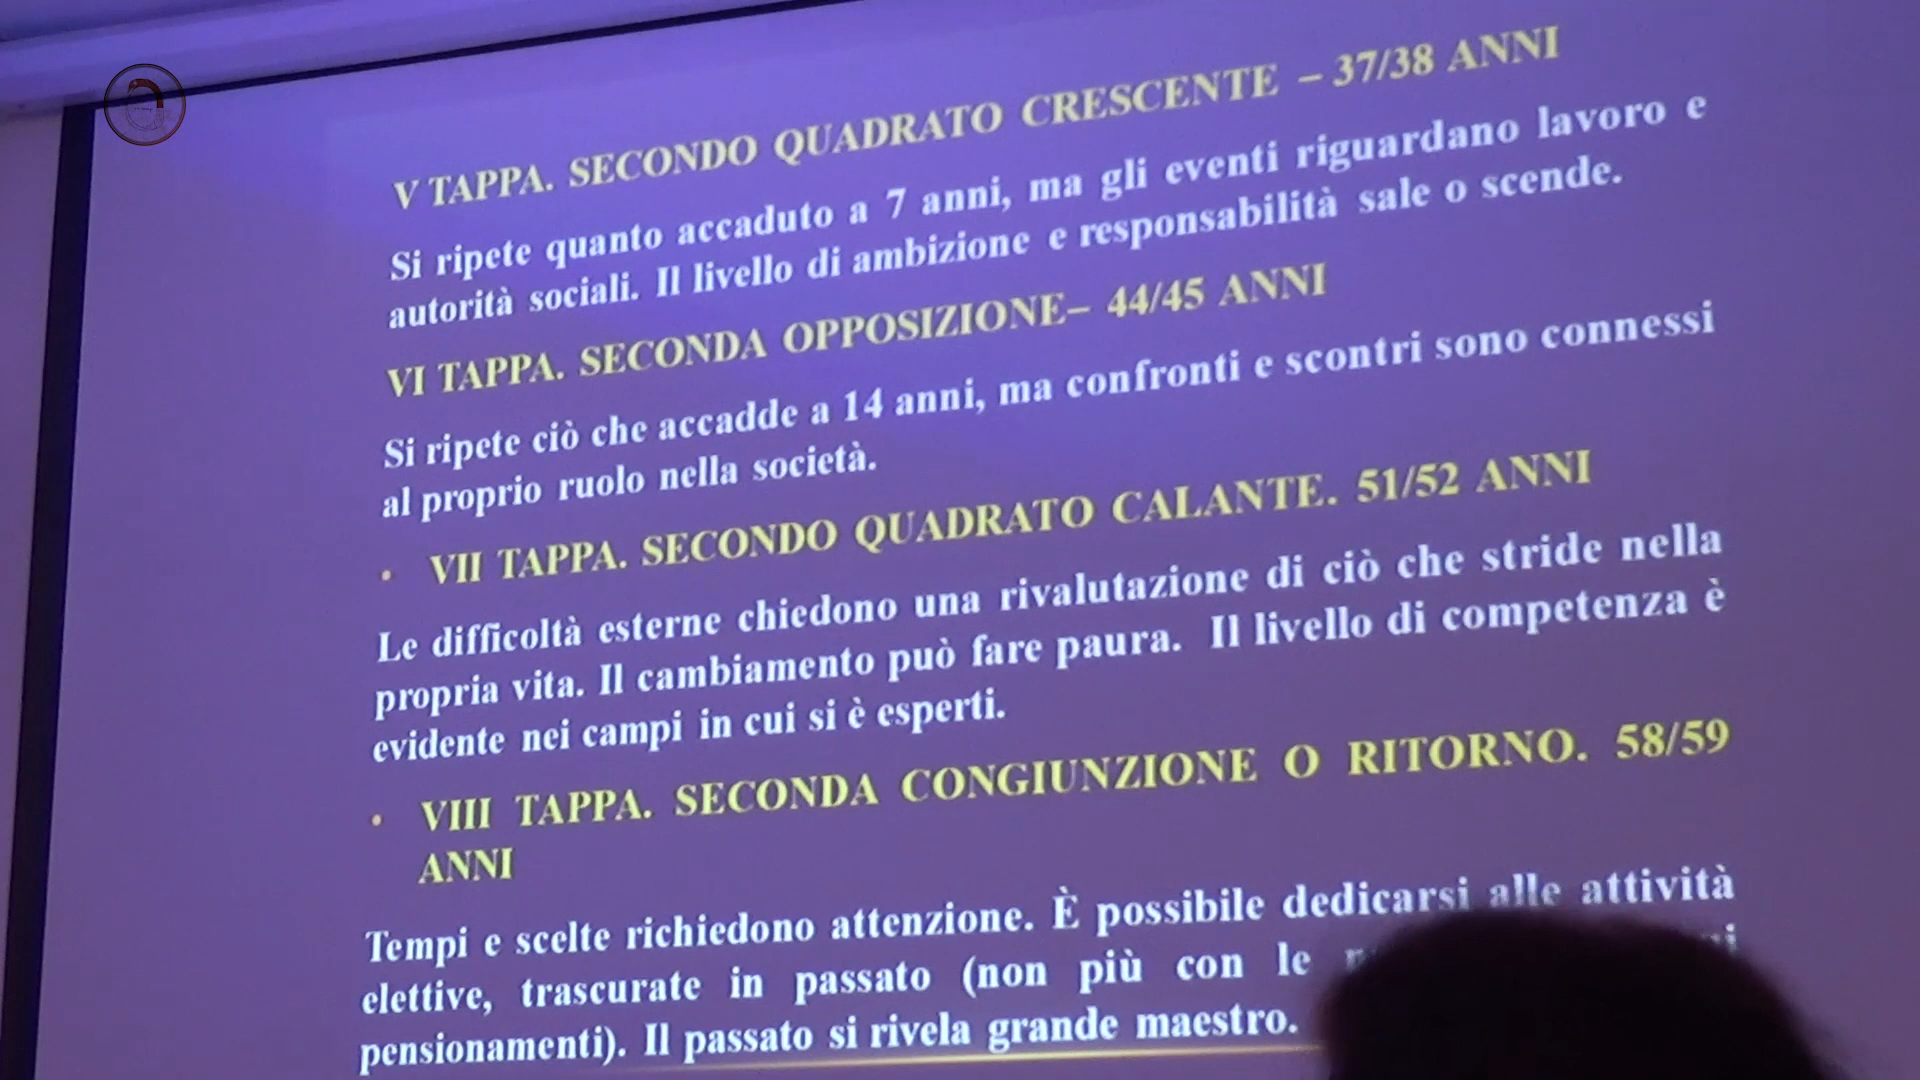 V TAPPA. SECONDO QUADRATO CRESCENTE – 37/38 ANNI
Si ripete quanto accaduto a 7 anni, ma gli eventi riguardano lavoro e
autorità sociali. Il livello di ambizione e responsabilità sale o scende.
VI TAPPA. SECONDA OPPOSIZIONE– 44/45 ANNI
Si ripete ciò che accadde a 14 anni, ma confronti e scontri sono connessi
al proprio ruolo nella società.
• VII TAPPA. SECONDO QUADRATO CALANTE. 51/52 ANNI
Le difficoltà esterne chiedono una rivalutazione di ciò che stride nella
propria vita. Il cambiamento può fare paura. Il livello di competenza è
evidente nei campi in cui si è esperti.
• VIII TAPPA. SECONDA CONGIUNZIONE O RITORNO. 58/59
ANNI
Tempi e scelte richiedono attenzione. È possibile dedicarsi alle attività
elettive, trascurate in passato (non più con le
pensionamenti). Il passato si rivela grande maestro.